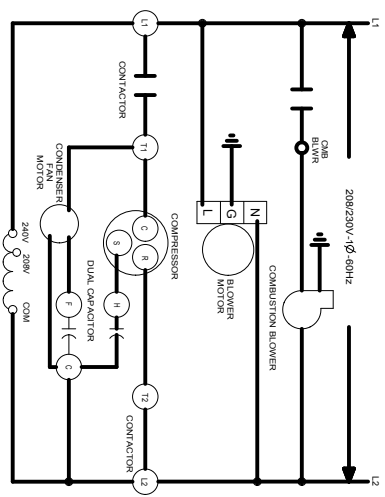 L1
L1
CONTACTOR
T1
CONDENSER
FAN
MOTOR
240V
208V
COM
COMPRESSOR
C
R
S
DUAL CAPACITOR
F
H
C
T2
CONTACTOR
L2
L
G
N
BLOWER
MOTOR
CMB
BLWR
COMBUSTION BLOWER
208/230V-1Ø-60Hz
L2